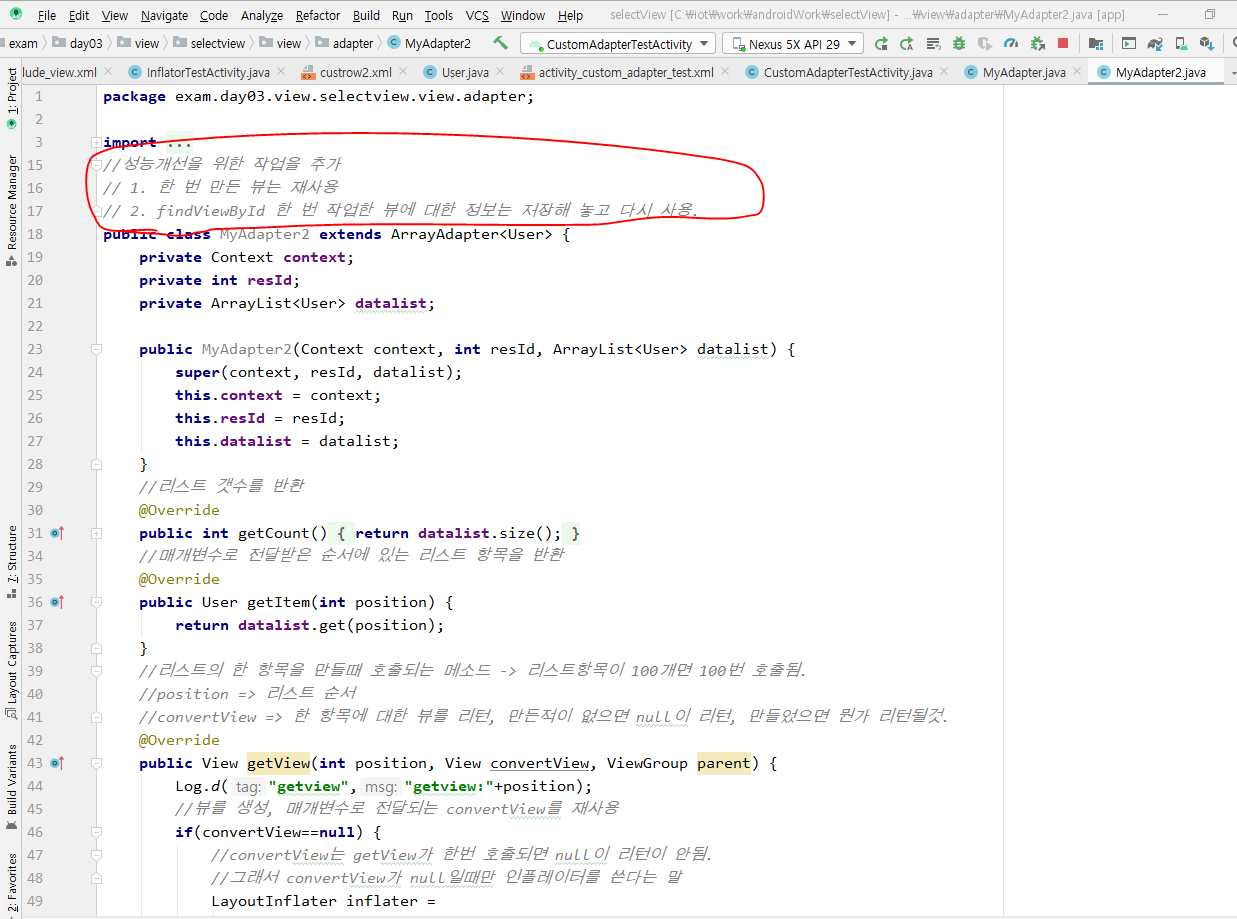 File Edit View Navigate Code Analyze Refactor Build Run Tools VCS Window Help selectView [C:₩iot₩work₩androidWork₩selectView] - ...₩view₩adapter₩MyAdapter2.java [app]
exam day03 view selectview view adapter MyAdapter2 CustomAdapterTestActivity Nexus 5X API 29
lude_view.xml InflatorTestActivity.java custrow2.xml User.java activity_custom_adapter_test.xml CustomAdapterTestActivity.java MyAdapter.java MyAdapter2.java
1: Project
Resource Manager
7: Structure
Layout Captures
Build Variants
2: Favorites
1 package exam.day03.view.selectview.view.adapter;
2
3 import ...
15 //성능개선을 위한 작업을 추가
16 // 1. 한 번 만든 뷰는 재사용
17 // 2. findViewById 한 번 작업한 뷰에 대한 정보는 저장해 놓고 다시 사용.
18 public class MyAdapter2 extends ArrayAdapter<User> {
19 private Context context;
20 private int resId;
21 private ArrayList<User> datalist;
22
23 public MyAdapter2(Context context, int resId, ArrayList<User> datalist) {
24 super(context, resId, datalist);
25 this.context = context;
26 this.resId = resId;
27 this.datalist = datalist;
28 }
29 //리스트 갯수를 반환
30 @Override
31 public int getCount() { return datalist.size(); }
34 //매개변수로 전달받은 순서에 있는 리스트 항목을 반환
35 @Override
36 public User getItem(int position) {
37 return datalist.get(position);
38 }
39 //리스트의 한 항목을 만들때 호출되는 메소드 -> 리스트항목이 100개면 100번 호출됨.
40 //position => 리스트 순서
41 //convertView => 한 항목에 대한 뷰를 리턴, 만든적이 없으면 null이 리턴, 만들었으면 뭔가 리턴될것.
42 @Override
43 public View getView(int position, View convertView, ViewGroup parent) {
44 Log.d( tag: "getview", msg: "getview:"+position);
45 //뷰를 생성, 매개변수로 전달되는 convertView를 재사용
46 if(convertView==null) {
47 //convertView는 getView가 한번 호출되면 null이 리턴이 안됨.
48 //그래서 convertView가 null일때만 인플레이터를 쓴다는 말
49 LayoutInflater inflater =